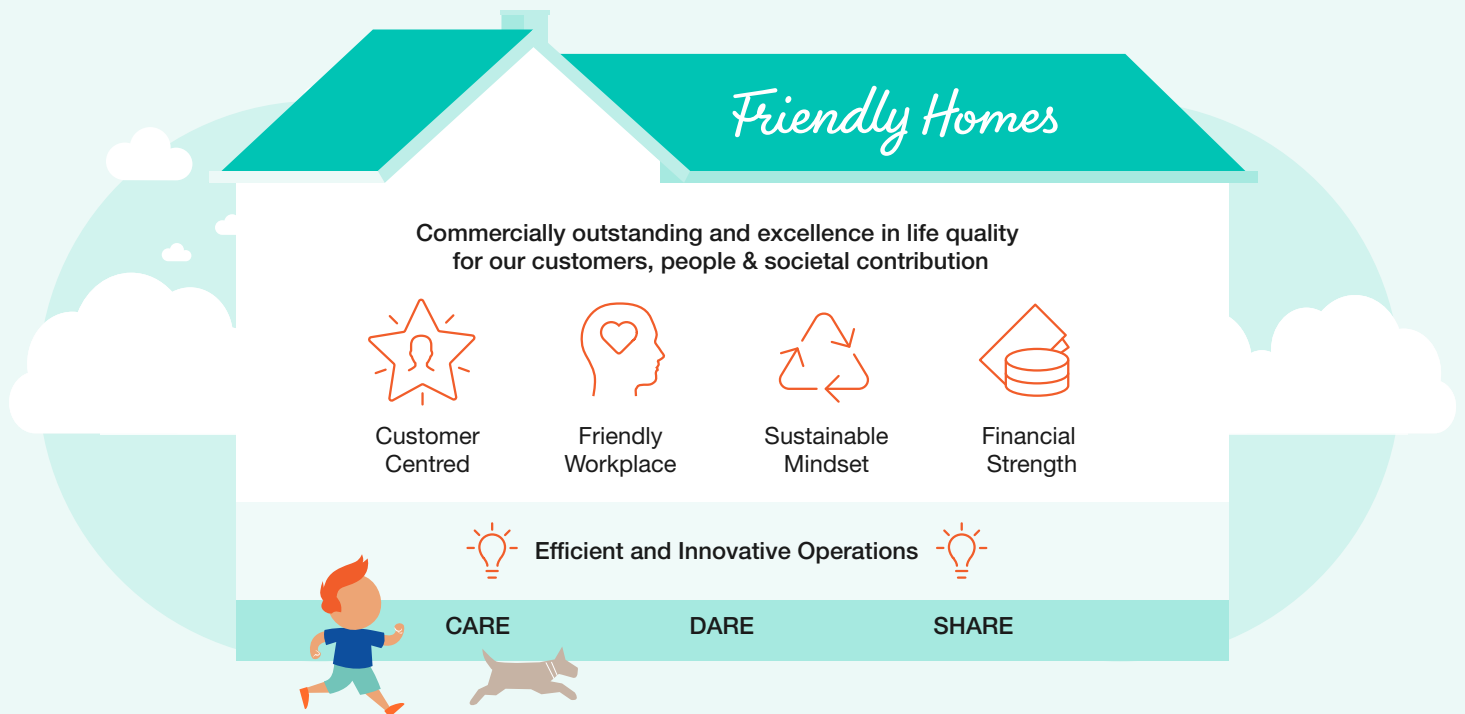 Friendly Homes
Commercially outstanding and excellence in life quality
for our customers, people & societal contribution
Customer
Centred
Friendly
Workplace
Sustainable
Mindset
Financial
Strength
Efficient and Innovative Operations
CARE
DARE
SHARE